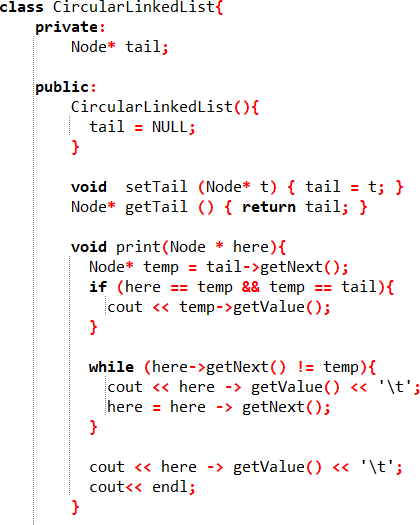 class CircularLinkedList{
private:
Node* tail;
public:
CircularLinkedList(){
tail = NULL;
}
void  setTail (Node* t) { tail = t; }
Node* getTail () { return tail; }
void print(Node * here){
Node* temp = tail->getNext();
if (here == temp && temp == tail){
cout << temp->getValue();
}
while (here->getNext() != temp){
cout << here -> getValue() << '\t';
here = here -> getNext();
}
cout << here -> getValue() << '\t';
cout<< endl;
}